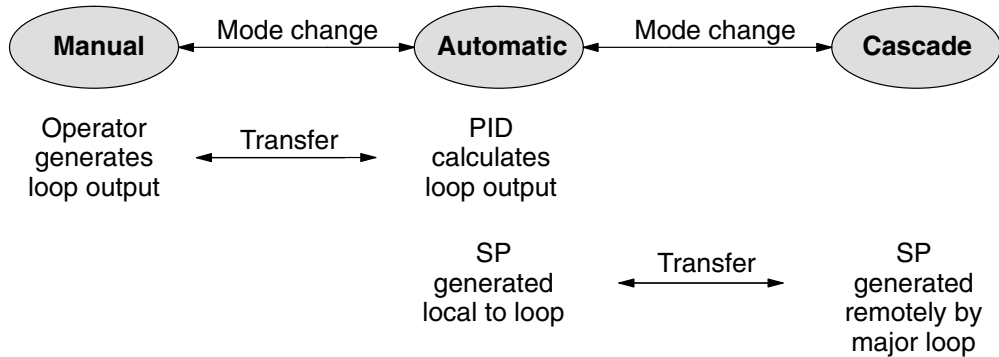 Manual
Mode change
Automatic
Mode change
Cascade
Operator
generates
loop output
Transfer
PID
calculates
loop output
SP
generated
local to loop
Transfer
SP
generated
remotely by
major loop